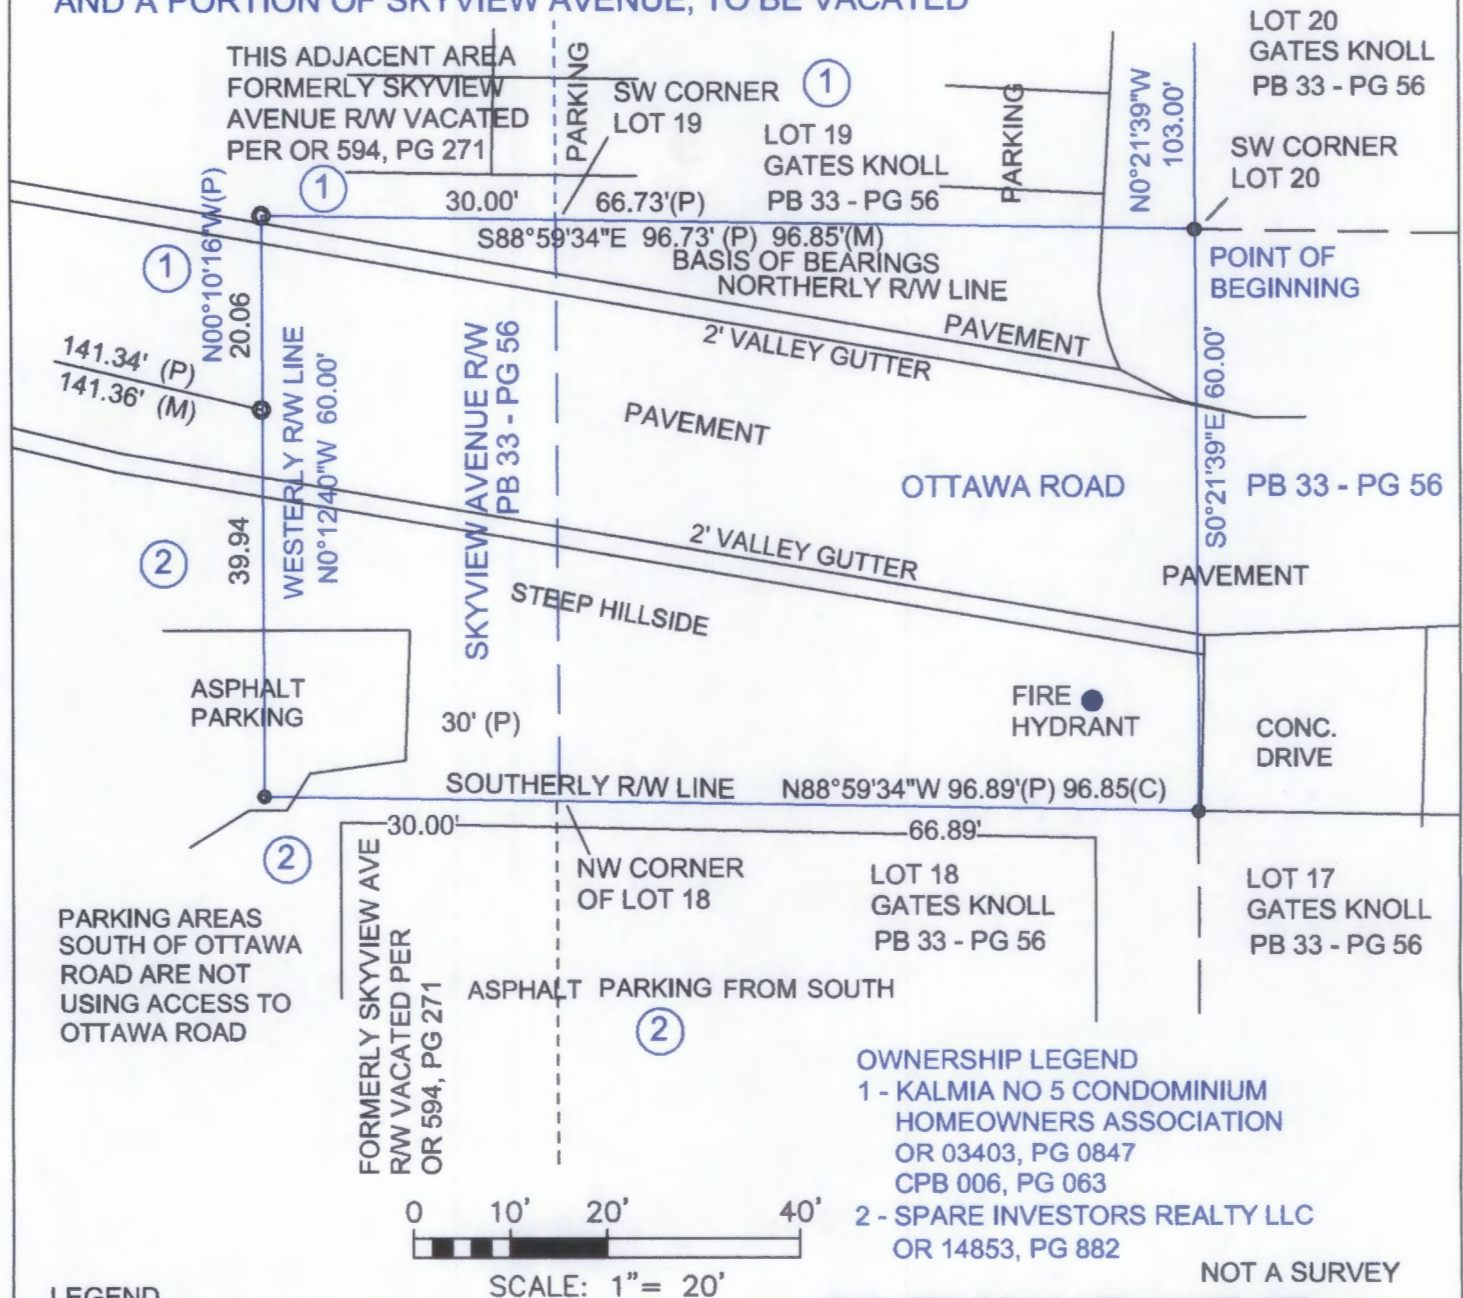 AND A PORTION OF SKYVIEW AVENUE, TO BE VACATED
THIS ADJACENT AREA
FORMERLY SKYVIEW
AVENUE R/W VACATED
PER OR 594, PG 271
PARKING
SW CORNER
LOT 19
1
LOT 19
GATES KNOLL
PB 33 - PG 56
PARKING
N0°21'39"W
103.00'
LOT 20
GATES KNOLL
PB 33 - PG 56
SW CORNER
LOT 20
1
30.00'
66.73'(P)
S88°59'34"E 96.73' (P) 96.85'(M)
BASIS OF BEARINGS
NORTHERLY R/W LINE
POINT OF
BEGINNING
1
N00°10'16"W(P)
20.06
141.34' (P)
141.36' (M)
WESTERLY R/W LINE
N0°12'40"W 60.00'
SKYVIEW AVENUE R/W
PB 33 - PG 56
PAVEMENT
2' VALLEY GUTTER
PAVEMENT
S0°21'39"E 60.00'
OTTAWA ROAD
PB 33 - PG 56
39.94
2
2' VALLEY GUTTER
PAVEMENT
STEEP HILLSIDE
ASPHALT
PARKING
30' (P)
FIRE
HYDRANT
CONC.
DRIVE
SOUTHERLY R/W LINE
N88°59'34"W 96.89'(P) 96.85(C)
30.00'
66.89'
2
NW CORNER
OF LOT 18
LOT 18
GATES KNOLL
PB 33 - PG 56
LOT 17
GATES KNOLL
PB 33 - PG 56
PARKING AREAS
SOUTH OF OTTAWA
ROAD ARE NOT
USING ACCESS TO
OTTAWA ROAD
FORMERLY SKYVIEW AVE
R/W VACATED PER
OR 594, PG 271
ASPHALT PARKING FROM SOUTH
2
OWNERSHIP LEGEND
1 - KALMIA NO 5 CONDOMINIUM
HOMEOWNERS ASSOCIATION
OR 03403, PG 0847
CPB 006, PG 063
2 - SPARE INVESTORS REALTY LLC
OR 14853, PG 882
0 10' 20' 40'
SCALE: 1"= 20'
NOT A SURVEY
LEGEND